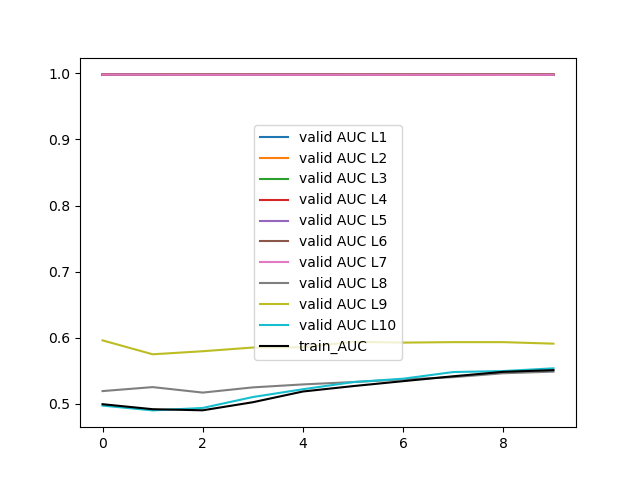 1.0
0.9
0.8
0.7
0.6
0.5
0 2 4 6 8
valid AUC L1
valid AUC L2
valid AUC L3
valid AUC L4
valid AUC L5
valid AUC L6
valid AUC L7
valid AUC L8
valid AUC L9
valid AUC L10
train_AUC